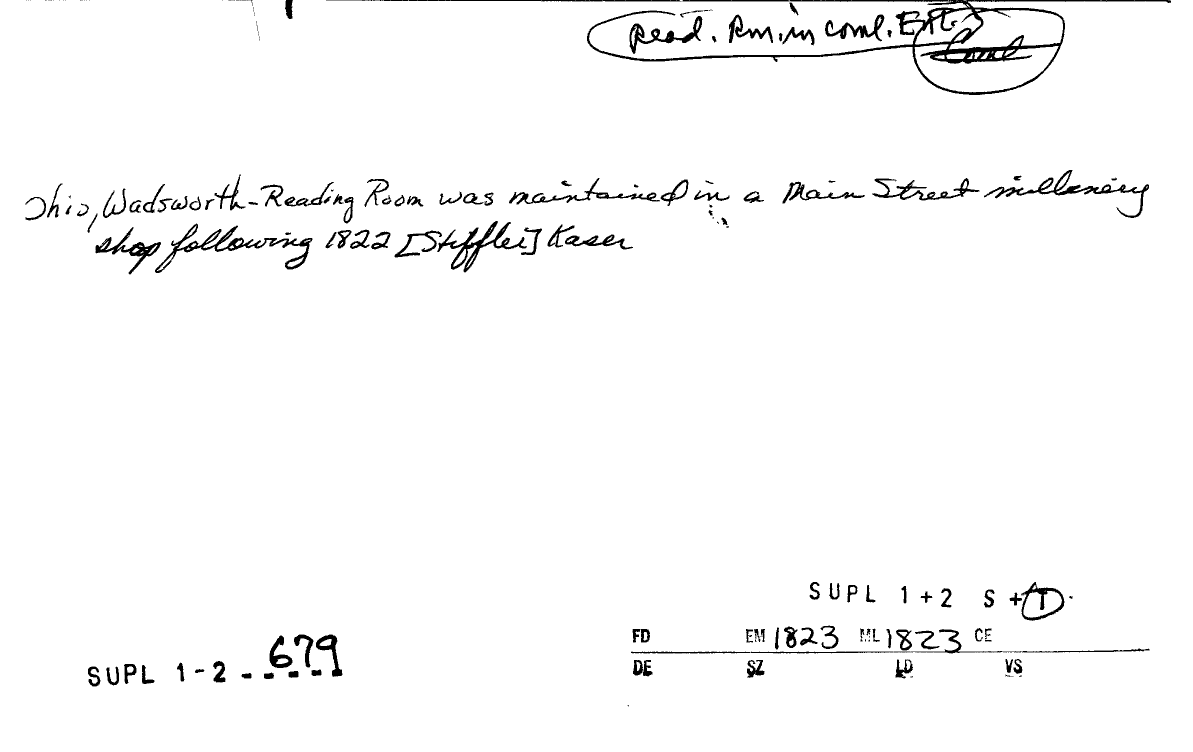 Read. Rm. in coml. Est.
Coml
Ohio, Wadsworth - Reading Room was maintained in a Main Street millenery
shop following 1822 [Stiffler] Kaser
SUPL 1+2 S + T
FD EM 1823 ML 1823 CE
DE SZ LD VS
SUPL 1-2 679